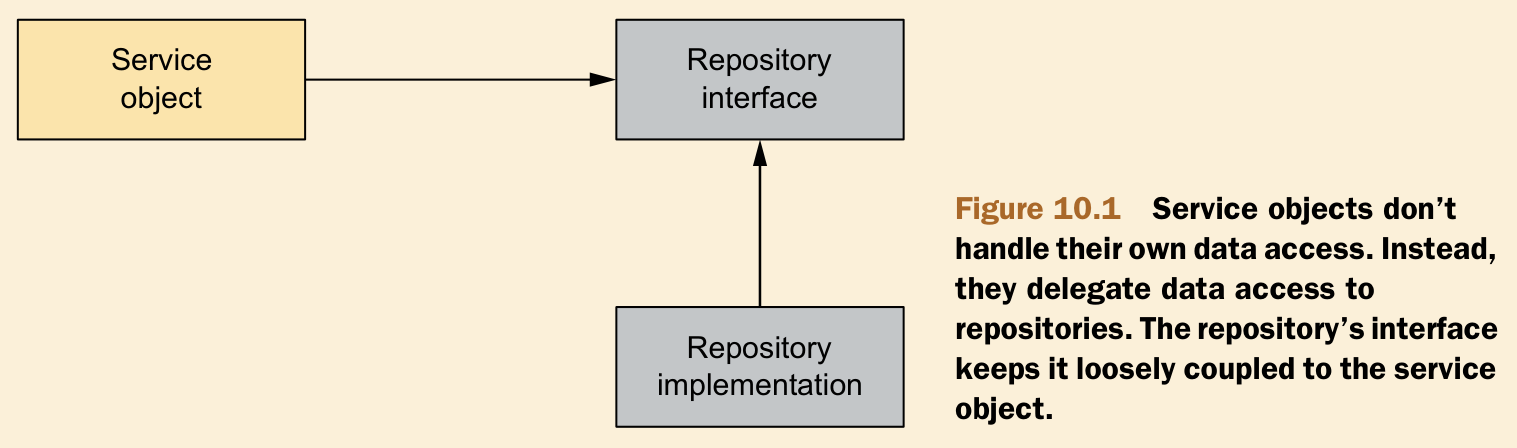 Service
object
Repository
interface
Repository
implementation
Figure 10.1 Service objects don’t
handle their own data access. Instead,
they delegate data access to
repositories. The repository’s interface
keeps it loosely coupled to the service
object.